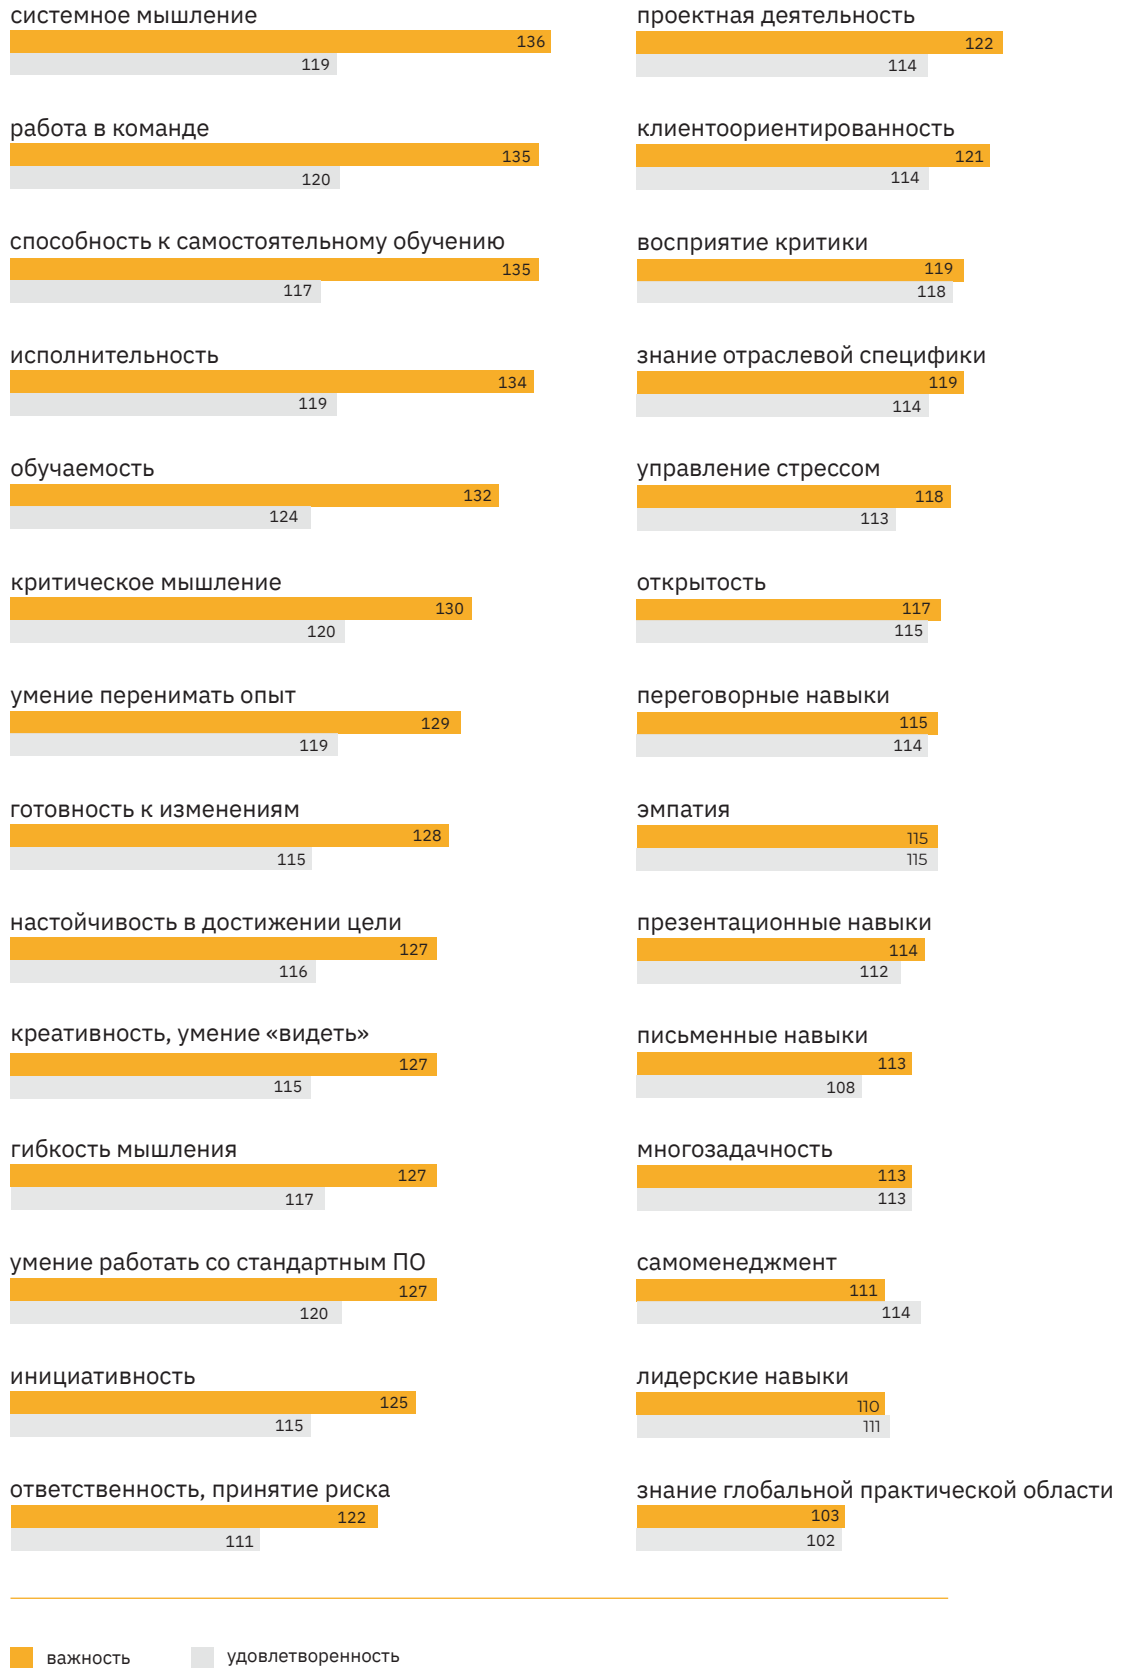 системное мышление
136
119
работа в команде
135
120
способность к самостоятельному обучению
135
117
исполнительность
134
119
обучаемость
132
124
критическое мышление
130
120
умение перенимать опыт
129
119
готовность к изменениям
128
115
настойчивость в достижении цели
127
116
креативность, умение «видеть»
127
115
гибкость мышления
127
117
умение работать со стандартным ПО
127
120
инициативность
125
115
ответственность, принятие риска
122
111
проектная деятельность
122
114
клиентоориентированность
121
114
восприятие критики
119
118
знание отраслевой специфики
119
114
управление стрессом
118
113
открытость
117
115
переговорные навыки
115
114
эмпатия
115
115
презентационные навыки
114
112
письменные навыки
113
108
многозадачность
113
113
самоменеджмент
111
114
лидерские навыки
110
111
знание глобальной практической области
103
102
важность
удовлетворенность